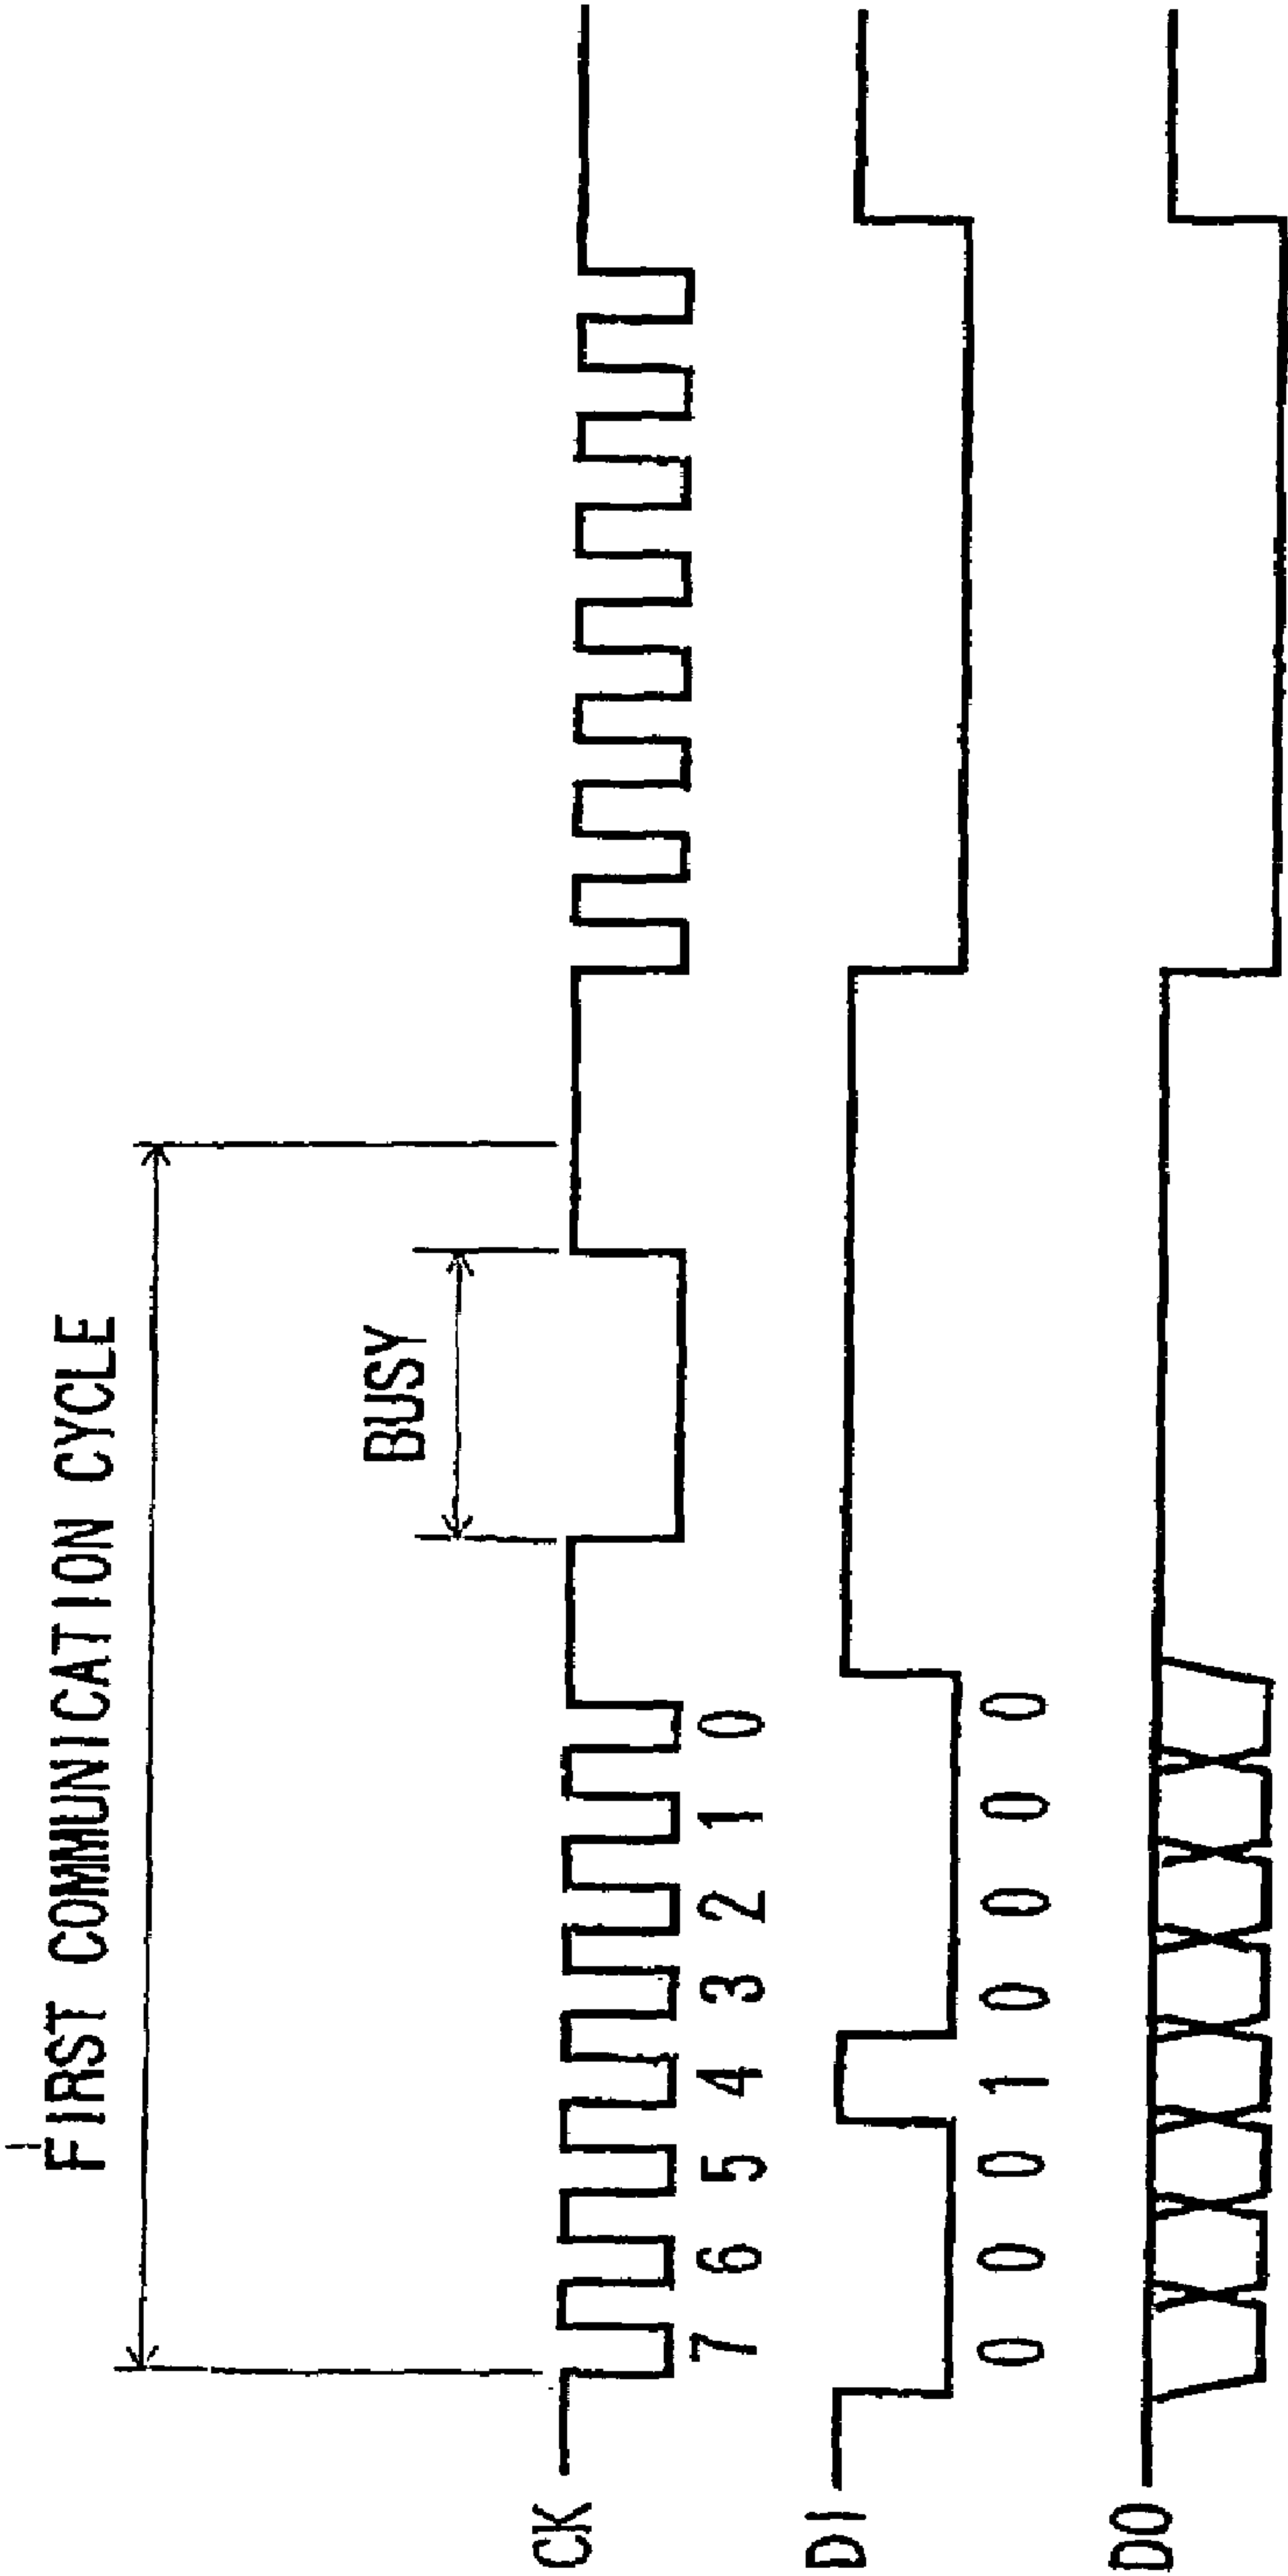 FIRST COMMUNICATION CYCLE
BUSY
CK
7 6 5 4 3 2 1 0
DI
0 0 0 1 0 0 0 0
DO